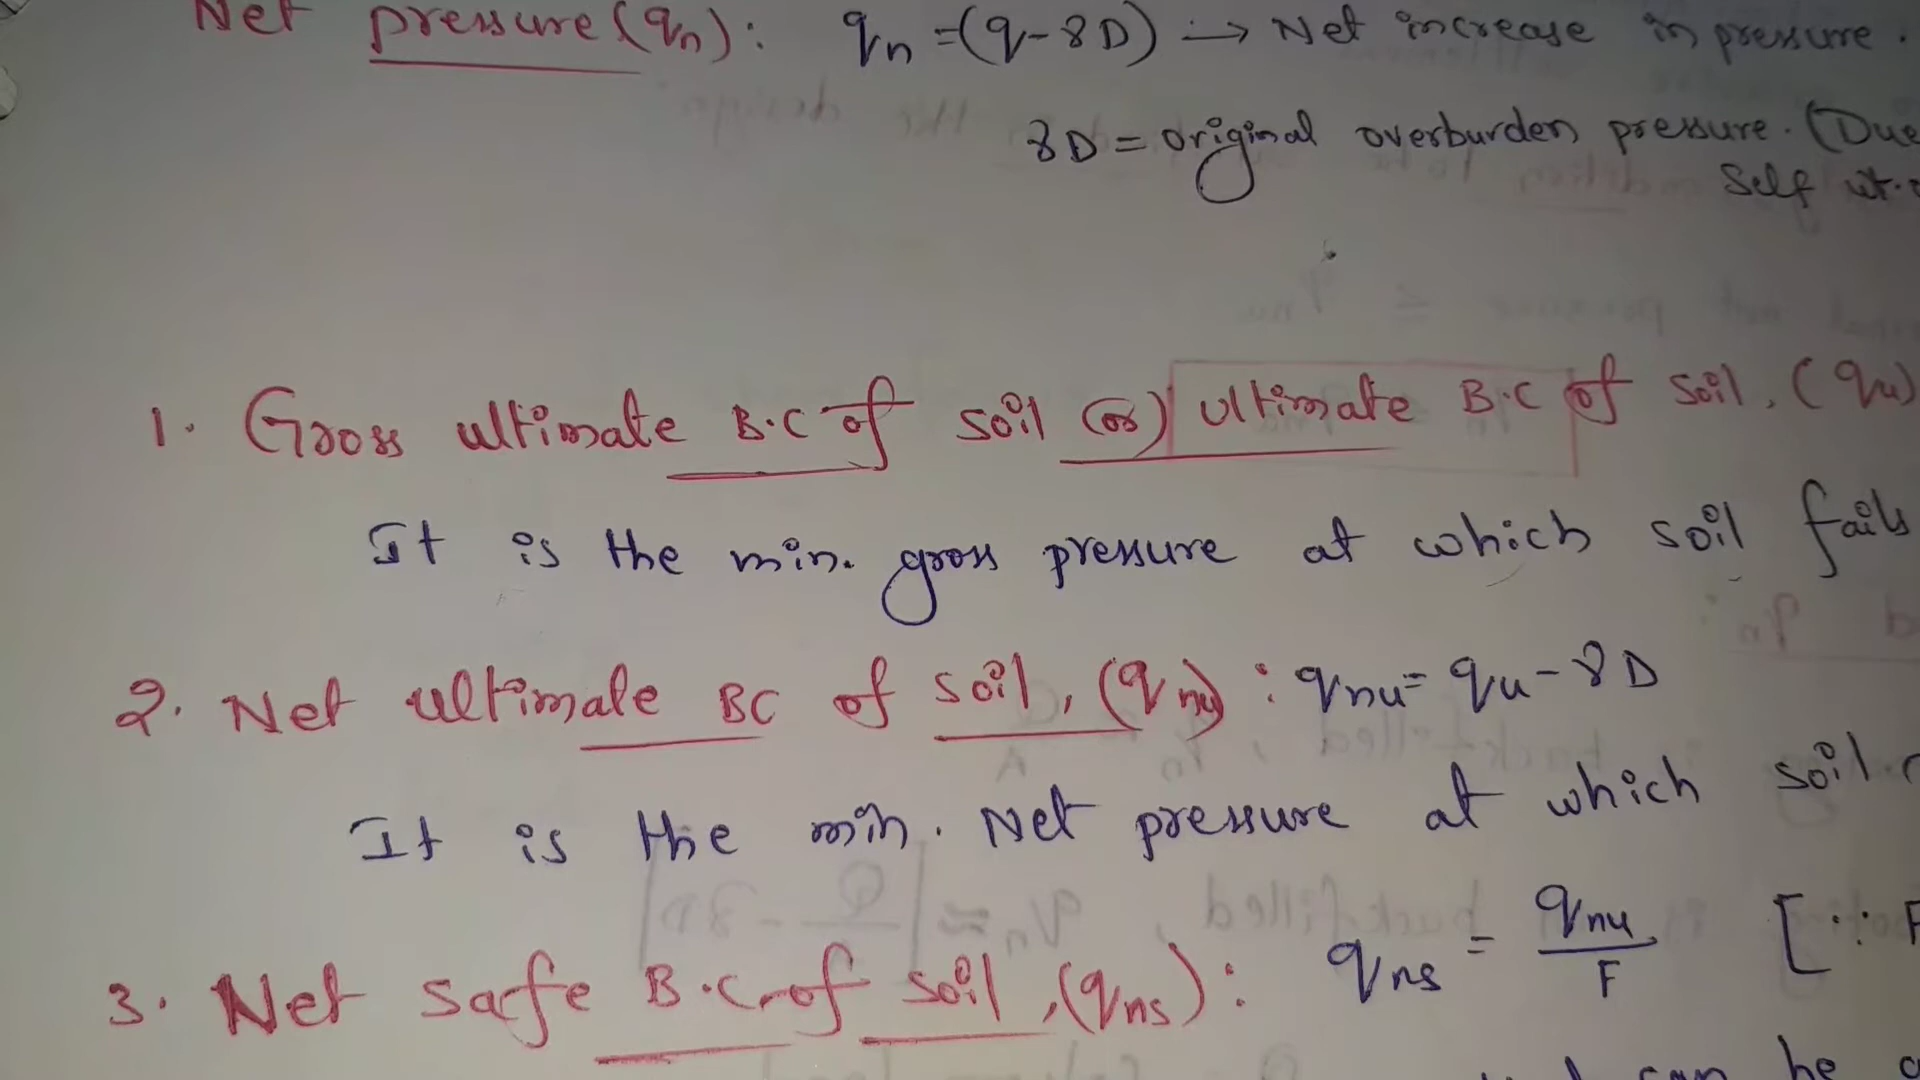 Net pressure (qn): qn = (q-γD) → Net increase in pressure.
γD = original overburden pressure. (Due
Self wt.
1. Gross ultimate B.C of soil (or) ultimate B.C of soil, (qu)
It is the min. gross pressure at which soil fails
2. Net ultimate BC of soil, (qnu) : qnu = qu - γD
It is the min. Net pressure at which soil
3. Net safe B.C of soil, (qns): qns = qnu/F [∵ F
can be